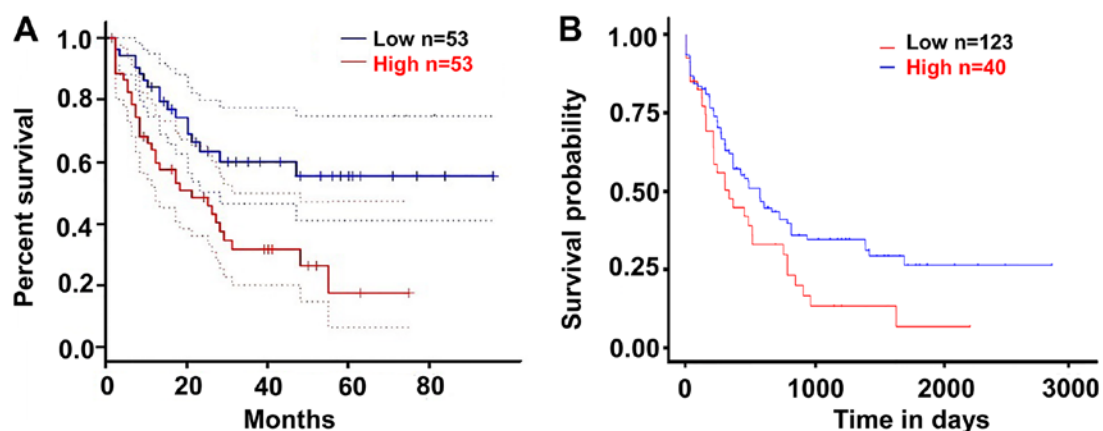 A
Percent survival
1.0
0.8
0.6
0.4
0.2
0.0
Low n=53
High n=53
0
20
40
60
80
Months
B
Survival probability
1.00
0.75
0.50
0.25
0.00
Low n=123
High n=40
0
1000
2000
3000
Time in days